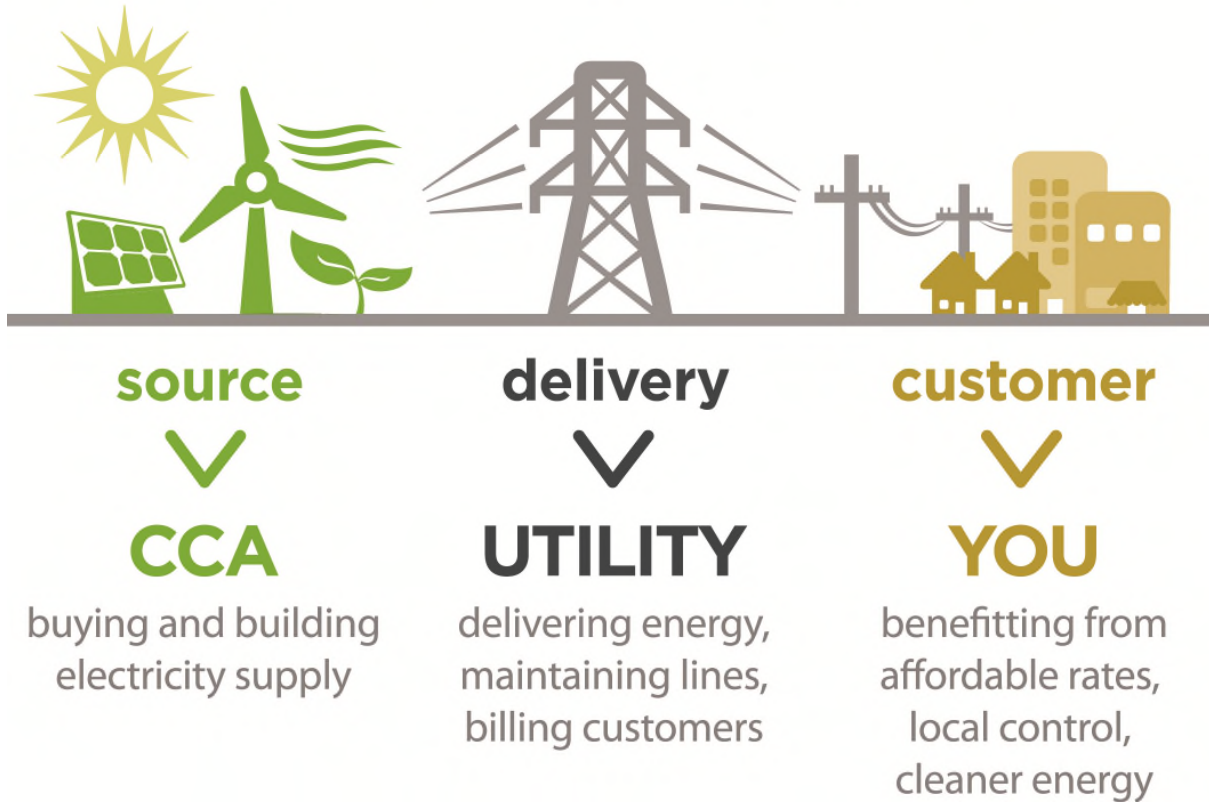 source
CCA
buying and building
electricity supply
delivery
UTILITY
delivering energy,
maintaining lines,
billing customers
customer
YOU
benefitting from
affordable rates,
local control,
cleaner energy